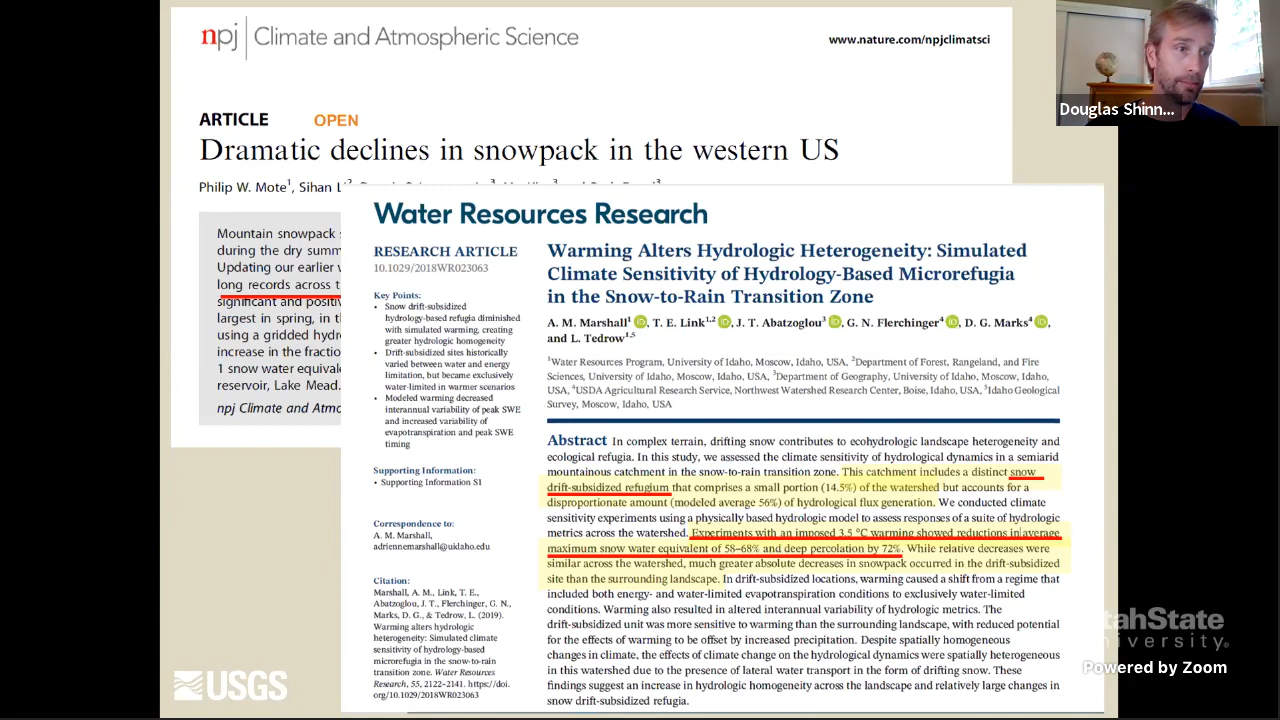 npj Climate and Atmospheric Science
www.nature.com/npjclimatsci
ARTICLE OPEN
Dramatic declines in snowpack in the western US
Philip W. Mote¹, Sihan
Mountain snowpack
during the dry summ
Updating our earlier
long records across t
significant and positiv
largest in spring, in th
using a gridded hydro
increase in the fractio
1 snow water equivale
reservoir, Lake Mead.
npj Climate and Atmo
Water Resources Research
RESEARCH ARTICLE
10.1029/2018WR023063
Key Points:
• Snow drift-subsidized
hydrology-based refugia diminished
with simulated warming, creating
greater hydrologic homogeneity
• Drift-subsidized sites historically
varied between water and energy
limitation, but became exclusively
water-limited in warmer scenarios
• Modeled warming decreased
interannual variability of peak SWE
and increased variability of
evapotranspiration and peak SWE
timing
Supporting Information:
• Supporting Information S1
Correspondence to:
A. M. Marshall,
adriennemarshall@uidaho.edu
Citation:
Marshall, A. M., Link, T. E.,
Abatzoglou, J. T., Flerchinger, G. N.,
Marks, D. G., & Tedrow, L. (2019).
Warming alters hydrologic
heterogeneity: Simulated climate
sensitivity of hydrology-based
microrefugia in the snow-to-rain
transition zone. Water Resources
Research, 55, 2122–2141. https://doi.
org/10.1029/2018WR023063
Warming Alters Hydrologic Heterogeneity: Simulated
Climate Sensitivity of Hydrology-Based Microrefugia
in the Snow-to-Rain Transition Zone
A. M. Marshall¹, T. E. Link¹,², J. T. Abatzoglou³, G. N. Flerchinger⁴, D. G. Marks⁴,
and L. Tedrow¹,⁵
¹Water Resources Program, University of Idaho, Moscow, Idaho, USA, ²Department of Forest, Rangeland, and Fire
Sciences, University of Idaho, Moscow, Idaho, USA, ³Department of Geography, University of Idaho, Moscow, Idaho,
USA, ⁴USDA Agricultural Research Service, Northwest Watershed Research Center, Boise, Idaho, USA, ⁵Idaho Geological
Survey, Moscow, Idaho, USA
Abstract In complex terrain, drifting snow contributes to ecohydrologic landscape heterogeneity and
ecological refugia. In this study, we assessed the climate sensitivity of hydrological dynamics in a semiarid
mountainous catchment in the snow-to-rain transition zone. This catchment includes a distinct snow
drift-subsidized refugium that comprises a small portion (14.5%) of the watershed but accounts for a
disproportionate amount (modeled average 56%) of hydrological flux generation. We conducted climate
sensitivity experiments using a physically based hydrologic model to assess responses of a suite of hydrologic
metrics across the watershed. Experiments with an imposed 3.5 °C warming showed reductions in average
maximum snow water equivalent of 58–68% and deep percolation by 72%. While relative decreases were
similar across the watershed, much greater absolute decreases in snowpack occurred in the drift-subsidized
site than the surrounding landscape. In drift-subsidized locations, warming caused a shift from a regime that
included both energy- and water-limited evapotranspiration conditions to exclusively water-limited
conditions. Warming also resulted in altered interannual variability of hydrologic metrics. The
drift-subsidized unit was more sensitive to warming than the surrounding landscape, with reduced potential
for the effects of warming to be offset by increased precipitation. Despite spatially homogeneous
changes in climate, the effects of climate change on the hydrological dynamics were spatially heterogeneous
in this watershed due to the presence of lateral water transport in the form of drifting snow. These
findings suggest an increase in hydrologic homogeneity across the landscape and relatively large changes in
snow drift-subsidized refugia.
Douglas Shinn...
USGS
tahState
niversity
Powered by Zoom